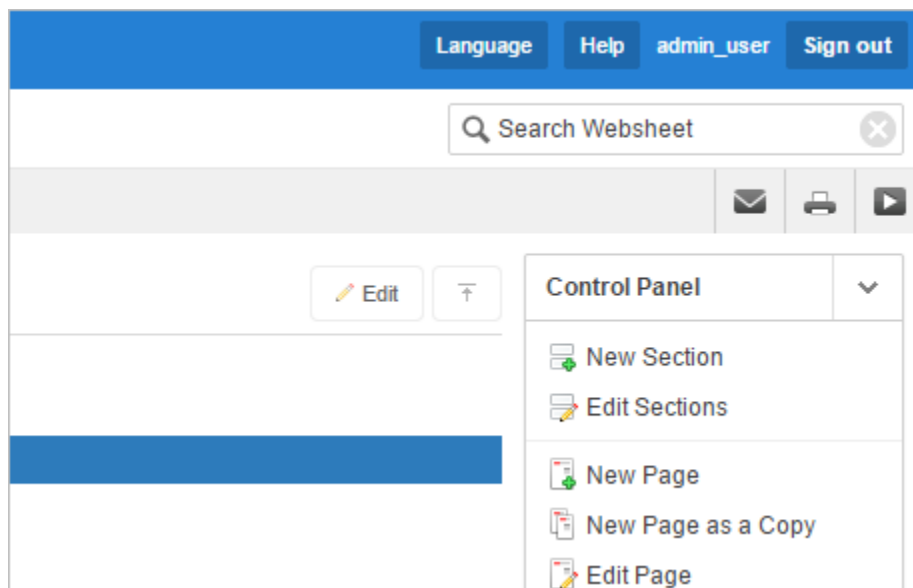 Language Help admin_user Sign out
Search Websheet
Edit
Control Panel
New Section
Edit Sections
New Page
New Page as a Copy
Edit Page